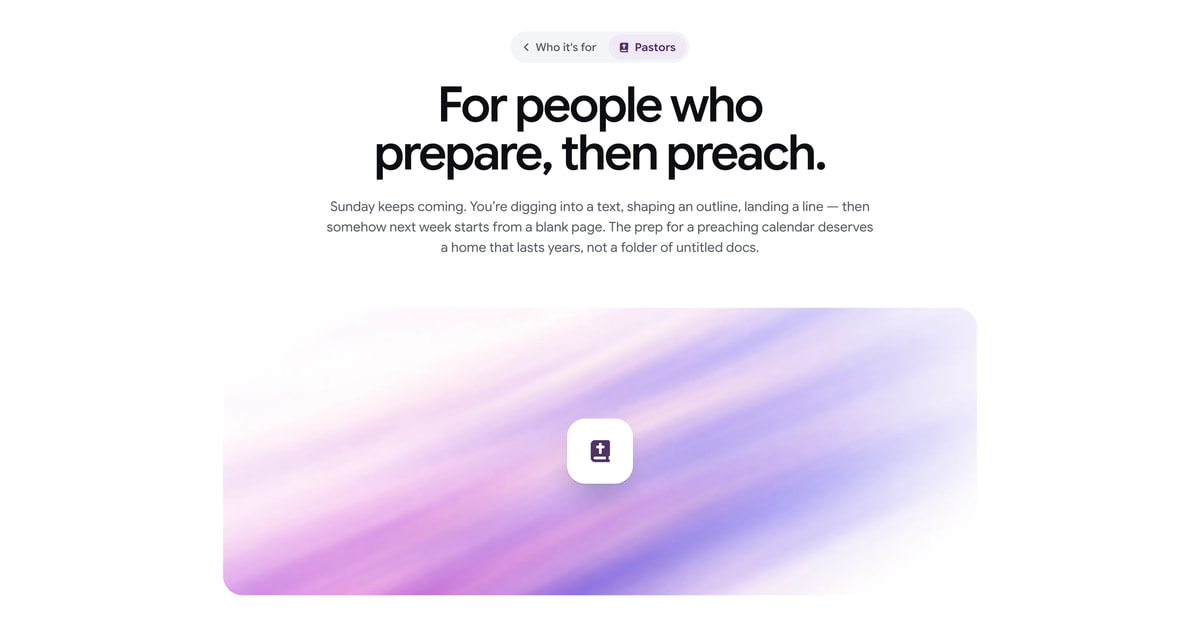 Who it's for
Pastors
For people who
prepare, then preach.
Sunday keeps coming. You’re digging into a text, shaping an outline, landing a line — then
somehow next week starts from a blank page. The prep for a preaching calendar deserves
a home that lasts years, not a folder of untitled docs.